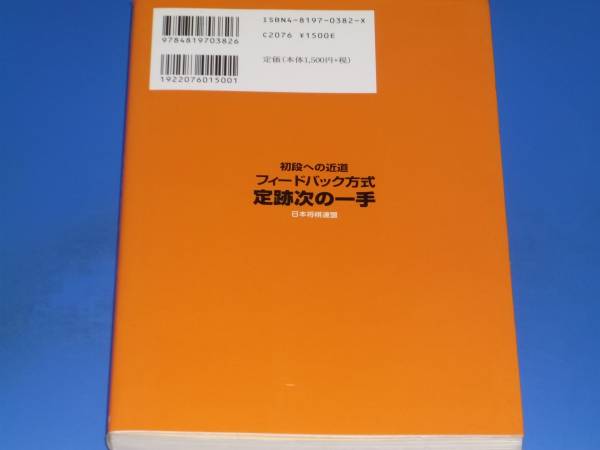 ISBN4-8197-0382-X
9784819703826
C2076 ¥1500E
定価(本体1,500円+税)
1922076015001
初段への近道
フィードバック方式
定跡次の一手
日本将棋連盟